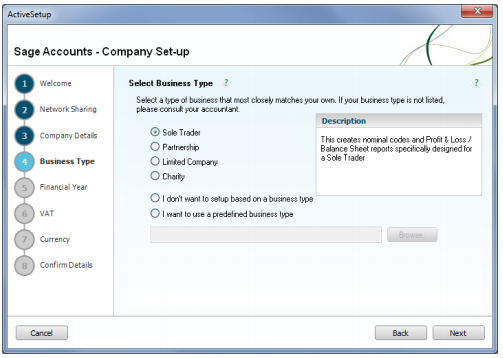 ActiveSetup
Sage Accounts - Company Set-up
1 Welcome
2 Network Sharing
3 Company Details
4 Business Type
5 Financial Year
6 VAT
7 Currency
8 Confirm Details
Select Business Type ? ?
Select a type of business that most closely matches your own. If your business type is not listed,
please consult your accountant.
Sole Trader
Partnership
Limited Company
Charity
I don't want to setup based on a business type
I want to use a predefined business type
Browse
Description
This creates nominal codes and Profit & Loss /
Balance Sheet reports specifically designed for
a Sole Trader
Cancel
Back
Next